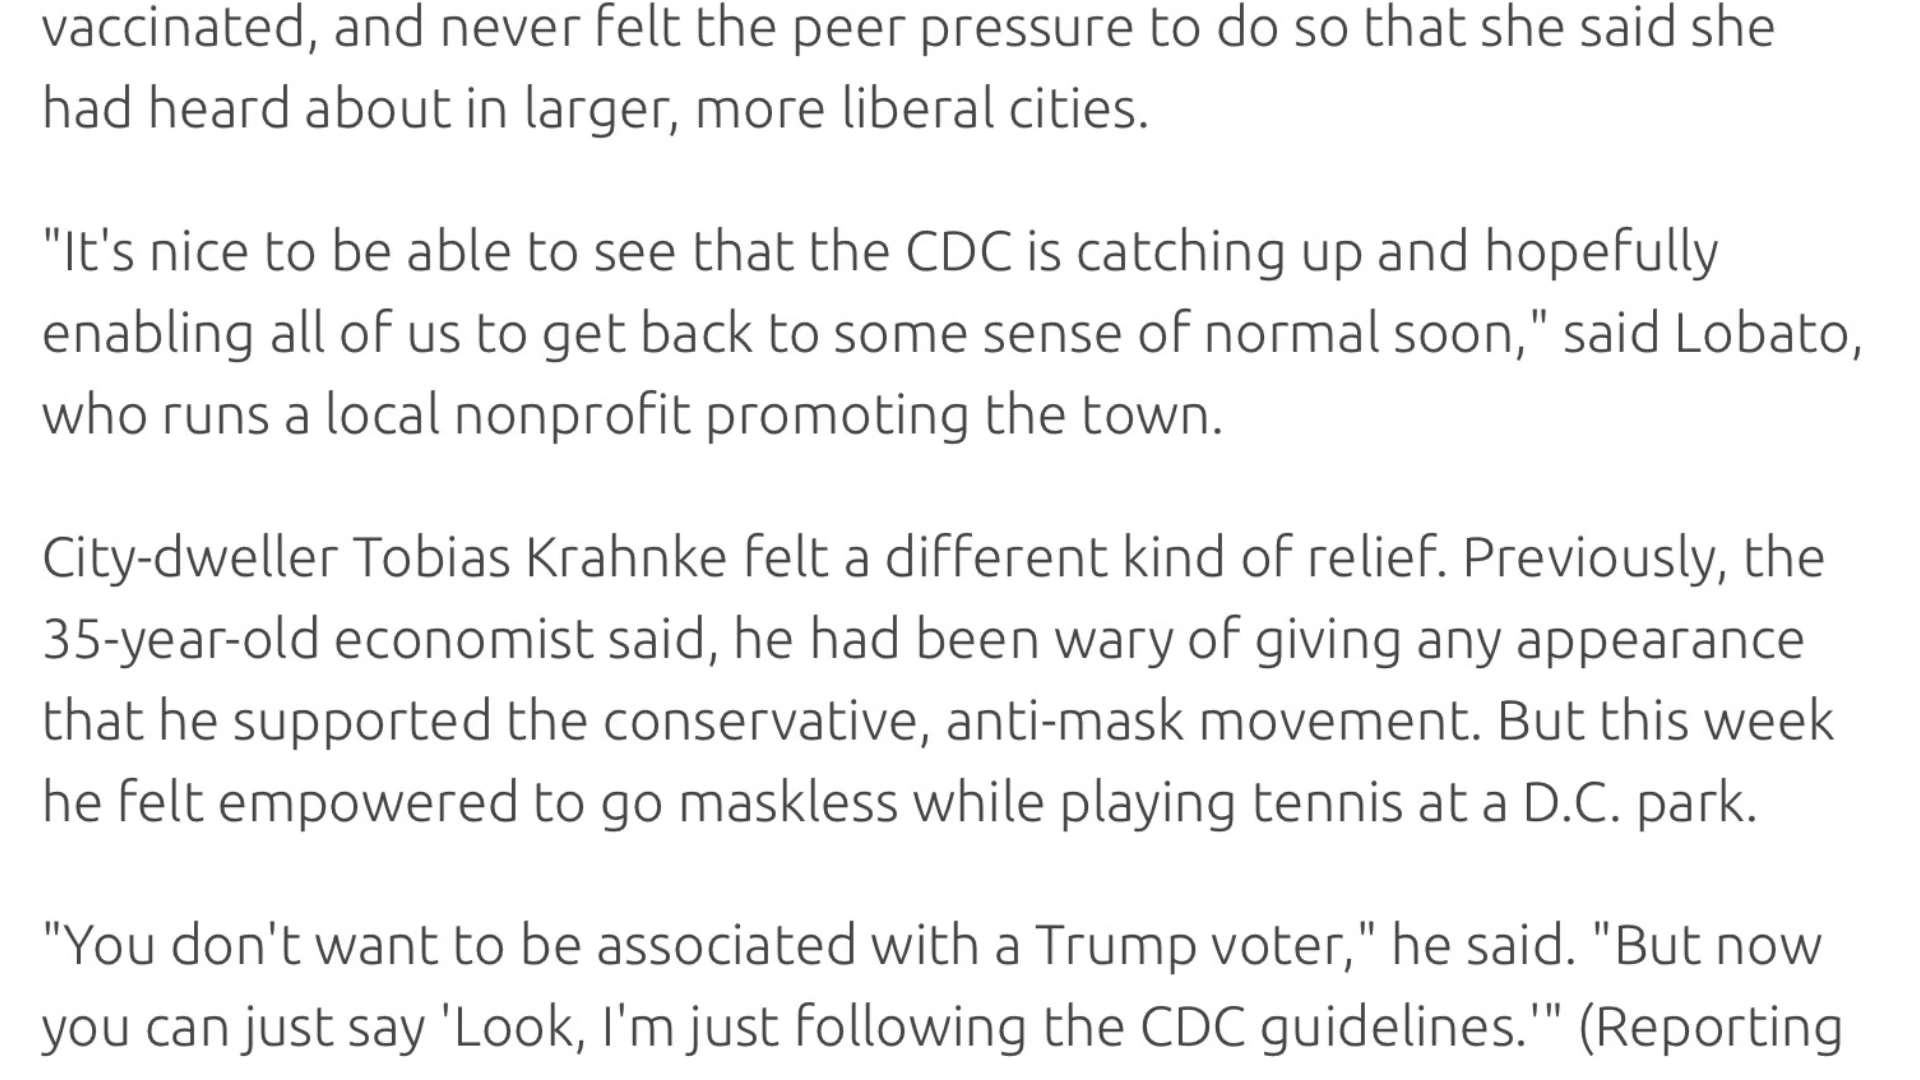 vaccinated, and never felt the peer pressure to do so that she said she
had heard about in larger, more liberal cities.
"It's nice to be able to see that the CDC is catching up and hopefully
enabling all of us to get back to some sense of normal soon," said Lobato,
who runs a local nonprofit promoting the town.
City-dweller Tobias Krahnke felt a different kind of relief. Previously, the
35-year-old economist said, he had been wary of giving any appearance
that he supported the conservative, anti-mask movement. But this week
he felt empowered to go maskless while playing tennis at a D.C. park.
"You don't want to be associated with a Trump voter," he said. "But now
you can just say 'Look, I'm just following the CDC guidelines.'" (Reporting